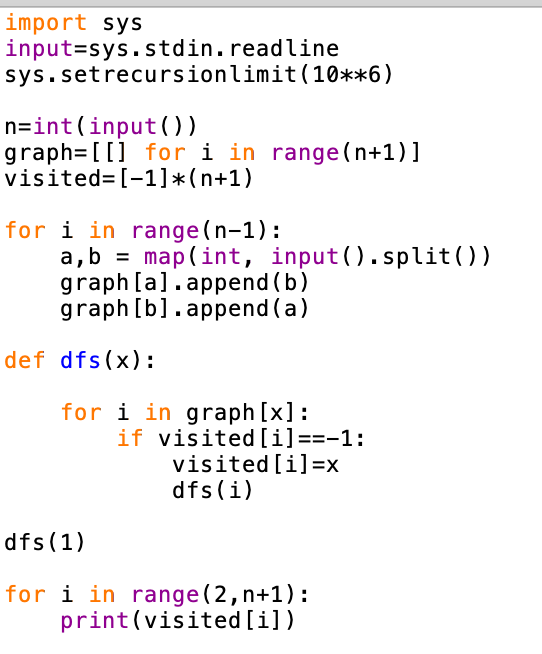 import sys
input=sys.stdin.readline
sys.setrecursionlimit(10**6)

n=int(input())
graph=[[] for i in range(n+1)]
visited=[-1]*(n+1)

for i in range(n-1):
    a,b = map(int, input().split())
    graph[a].append(b)
    graph[b].append(a)

def dfs(x):

    for i in graph[x]:
        if visited[i]==-1:
            visited[i]=x
            dfs(i)

dfs(1)

for i in range(2,n+1):
    print(visited[i])